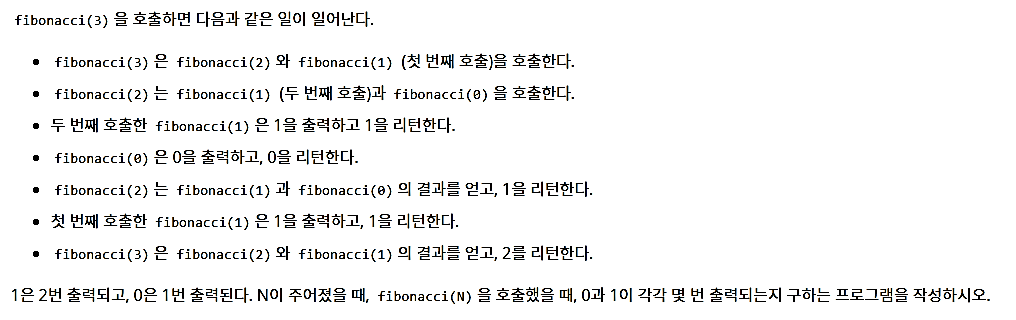 fibonacci(3) 을 호출하면 다음과 같은 일이 일어난다.
• fibonacci(3) 은 fibonacci(2) 와 fibonacci(1) (첫 번째 호출)을 호출한다.
• fibonacci(2) 는 fibonacci(1) (두 번째 호출)과 fibonacci(0) 을 호출한다.
• 두 번째 호출한 fibonacci(1) 은 1을 출력하고 1을 리턴한다.
• fibonacci(0) 은 0을 출력하고, 0을 리턴한다.
• fibonacci(2) 는 fibonacci(1) 과 fibonacci(0) 의 결과를 얻고, 1을 리턴한다.
• 첫 번째 호출한 fibonacci(1) 은 1을 출력하고, 1을 리턴한다.
• fibonacci(3) 은 fibonacci(2) 와 fibonacci(1) 의 결과를 얻고, 2를 리턴한다.
1은 2번 출력되고, 0은 1번 출력된다. N이 주어졌을 때, fibonacci(N) 을 호출했을 때, 0과 1이 각각 몇 번 출력되는지 구하는 프로그램을 작성하시오.